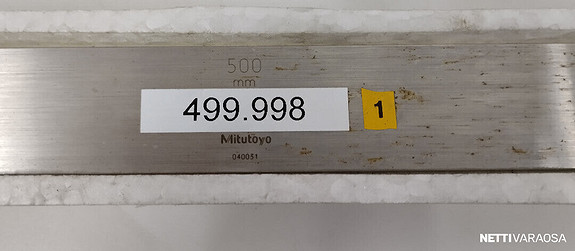 500
mm
499.998
1
Mitutoyo
040051
NETTIVARAOSA